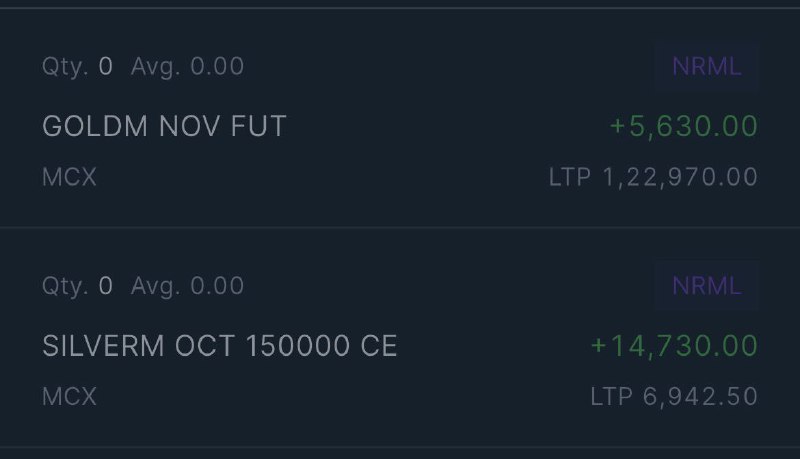 Qty. 0 Avg. 0.00 NRML
GOLDM NOV FUT +5,630.00
MCX LTP 1,22,970.00
Qty. 0 Avg. 0.00 NRML
SILVERM OCT 150000 CE +14,730.00
MCX LTP 6,942.50